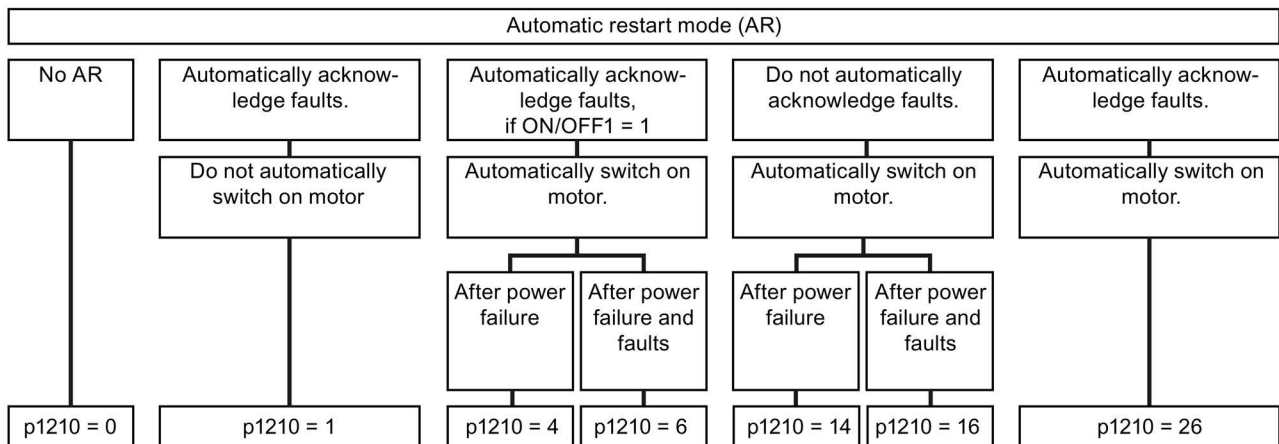 Automatic restart mode (AR)
No AR
Automatically acknow-
ledge faults.
Automatically acknow-
ledge faults,
if ON/OFF1 = 1
Do not automatically
acknowledge faults.
Automatically acknow-
ledge faults.
Do not automatically
switch on motor
Automatically switch on
motor.
Automatically switch on
motor.
Automatically switch on
motor.
After power
failure
After power
failure and
faults
After power
failure
After power
failure and
faults
p1210 = 0
p1210 = 1
p1210 = 4
p1210 = 6
p1210 = 14
p1210 = 16
p1210 = 26